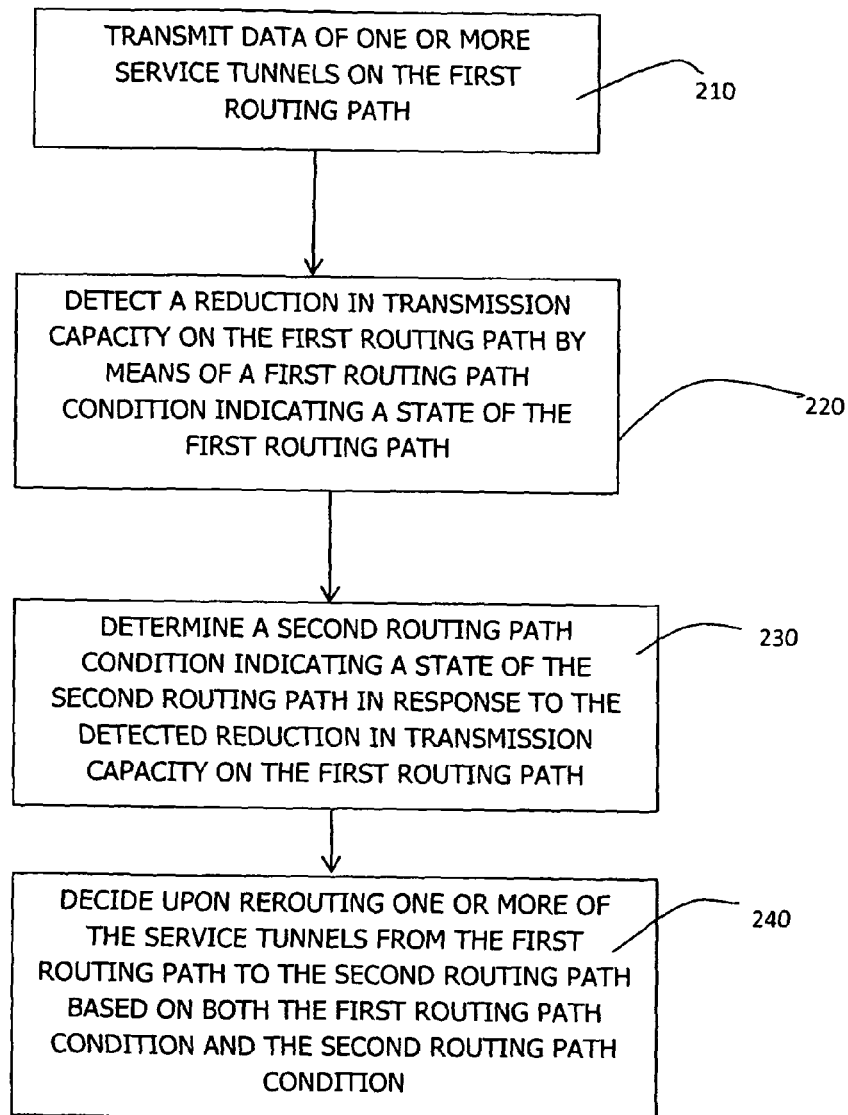 TRANSMIT DATA OF ONE OR MORE
SERVICE TUNNELS ON THE FIRST
ROUTING PATH
210
DETECT A REDUCTION IN TRANSMISSION
CAPACITY ON THE FIRST ROUTING PATH BY
MEANS OF A FIRST ROUTING PATH
CONDITION INDICATING A STATE OF THE
FIRST ROUTING PATH
220
DETERMINE A SECOND ROUTING PATH
CONDITION INDICATING A STATE OF THE
SECOND ROUTING PATH IN RESPONSE TO THE
DETECTED REDUCTION IN TRANSMISSION
CAPACITY ON THE FIRST ROUTING PATH
230
DECIDE UPON REROUTING ONE OR MORE OF
THE SERVICE TUNNELS FROM THE FIRST
ROUTING PATH TO THE SECOND ROUTING PATH
BASED ON BOTH THE FIRST ROUTING PATH
CONDITION AND THE SECOND ROUTING PATH
CONDITION
240